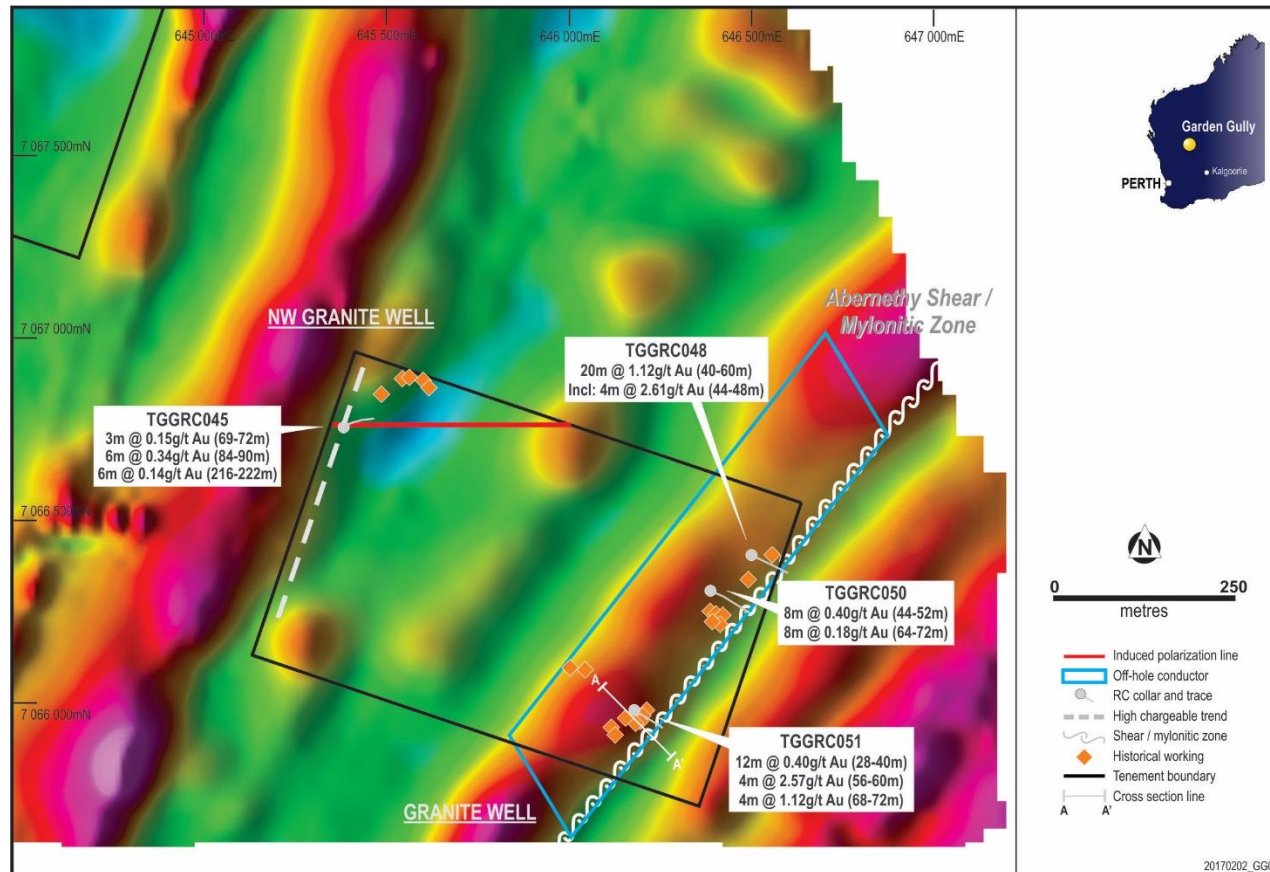 645 000mE
645 500mE
646 000mE
646 500mE
647 000mE
7 067 500mN
7 067 000mN
7 066 500mN
7 066 000mN
NW GRANITE WELL
Abernethy Shear /
Mylonitic Zone
TGGRC048
20m @ 1.12g/t Au (40-60m)
Incl: 4m @ 2.61g/t Au (44-48m)
TGGRC045
3m @ 0.15g/t Au (69-72m)
6m @ 0.34g/t Au (84-90m)
6m @ 0.14g/t Au (216-222m)
TGGRC050
8m @ 0.40g/t Au (44-52m)
8m @ 0.18g/t Au (64-72m)
A
A'
TGGRC051
12m @ 0.40g/t Au (28-40m)
4m @ 2.57g/t Au (56-60m)
4m @ 1.12g/t Au (68-72m)
GRANITE WELL
Garden Gully
Kalgoorlie
PERTH
N
0 250
metres
Induced polarization line
Off-hole conductor
RC collar and trace
High chargeable trend
Shear / mylonitic zone
Historical working
Tenement boundary
Cross section line
A A'